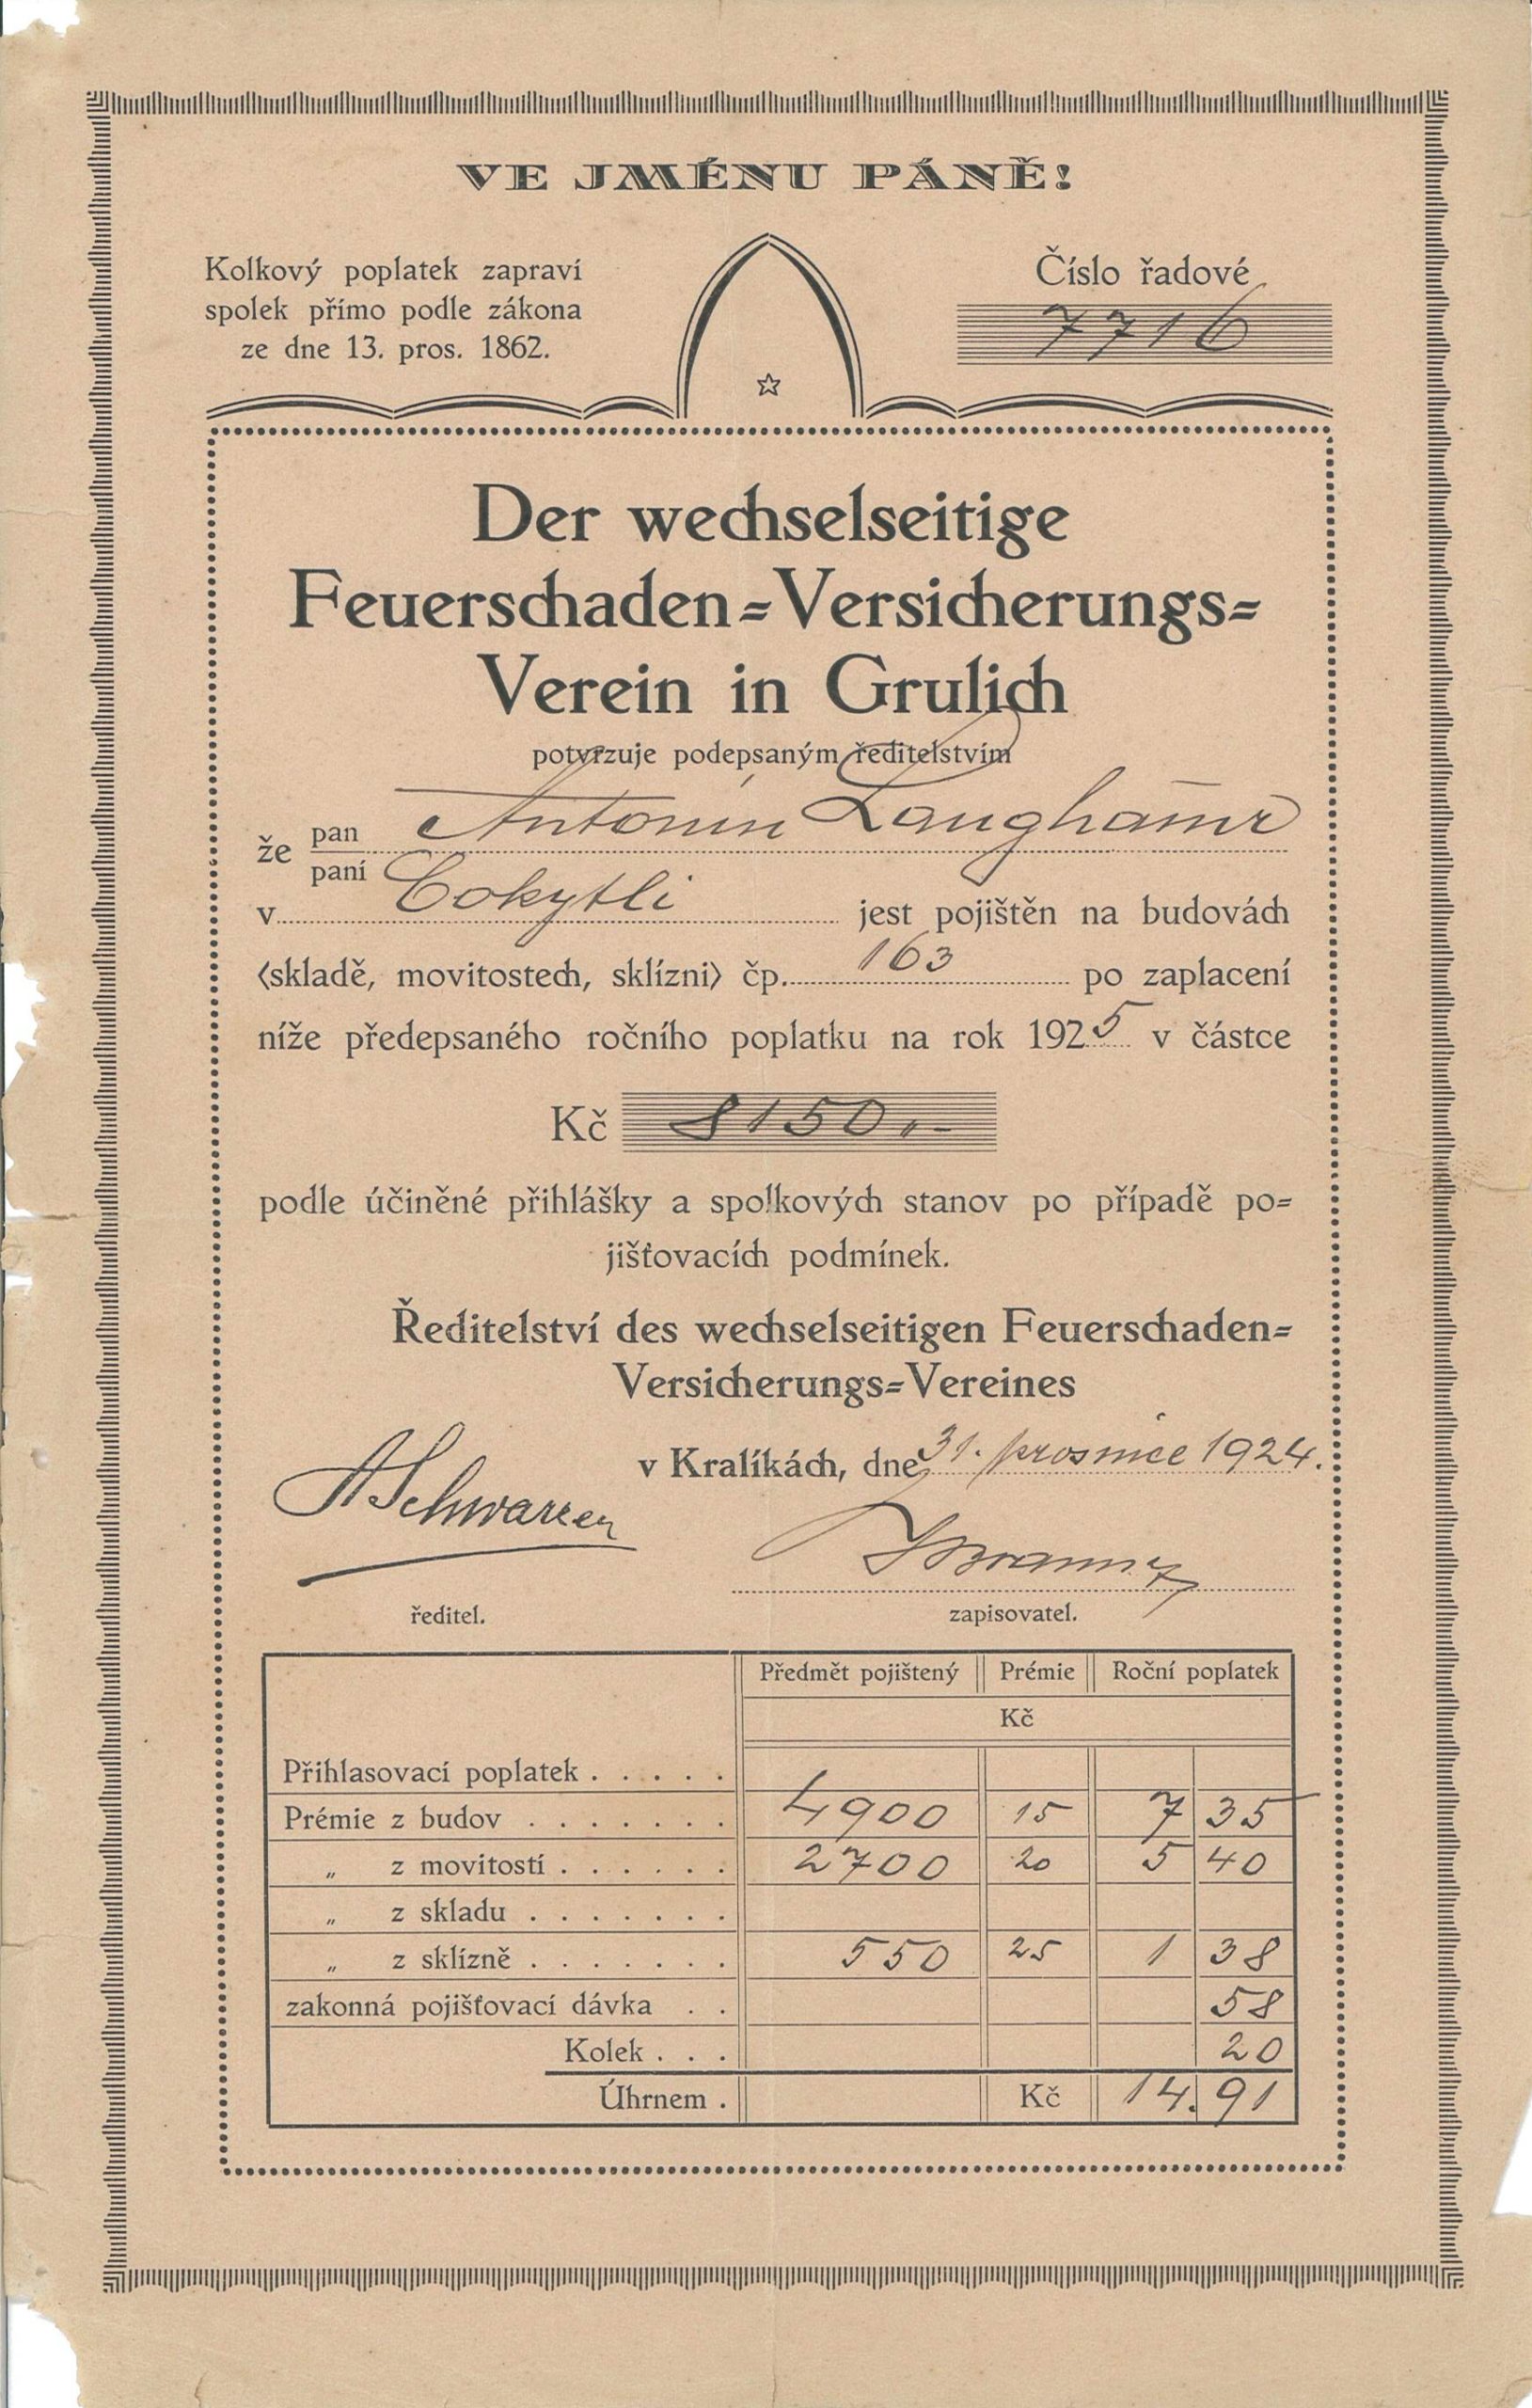 VE JMÉNU PÁNĚ!
Kolkový poplatek zapraví
spolek přímo podle zákona
ze dne 13. pros. 1862.
Číslo řadové
7716
Der wechselseitige
Feuerschaden=Versicherungs=
Verein in Grulich
potvrzuje podepsaným ředitelstvím
že pan Antonín Langhamr
paní
v Cokytli jest pojištěn na budovách
(skladě, movitostech, sklízni) čp. 163 po zaplacení
níže předepsaného ročního poplatku na rok 1925 v částce
Kč 8150.-
podle účiněné přihlášky a spolkových stanov po případě po=
jišťovacích podmínek.
Ředitelství des wechselseitigen Feuerschaden=
Versicherungs=Vereines
v Kralíkách, dne 31. prosince 1924.
ředitel.
zapisovatel.
Předmět pojištený Prémie Roční poplatek
Kč
Přihlasovací poplatek . . . . .
Prémie z budov . . . . . . . 4900 15 7 35
„ z movitostí . . . . . . 2700 20 5 40
„ z skladu . . . . . . .
„ z sklízně . . . . . . . 550 25 1 38
zakonná pojišťovací dávka . . 58
Kolek . . . 20
Úhrnem . Kč 14.91